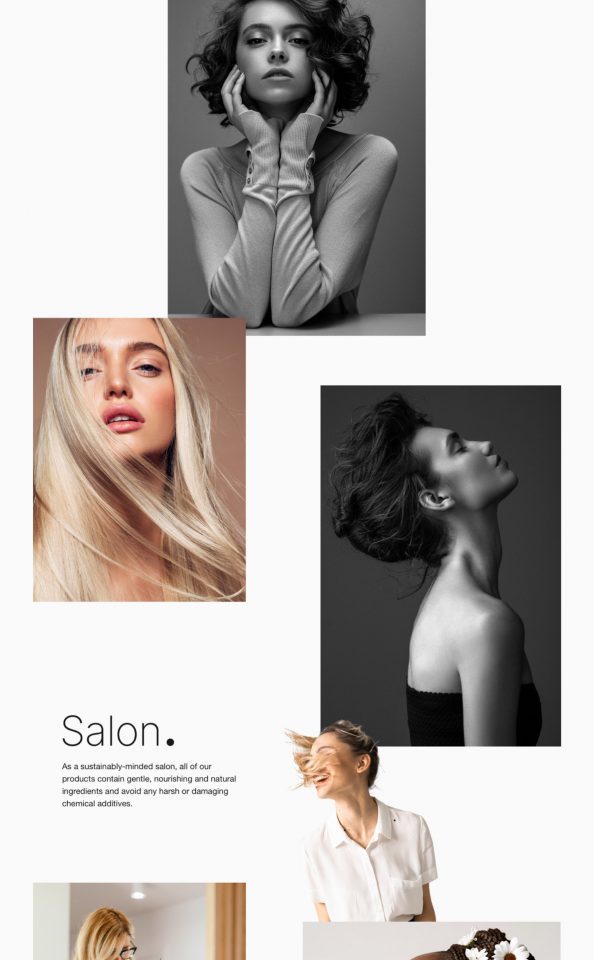 Salon.
As a sustainably-minded salon, all of our
products contain gentle, nourishing and natural
ingredients and avoid any harsh or damaging
chemical additives.